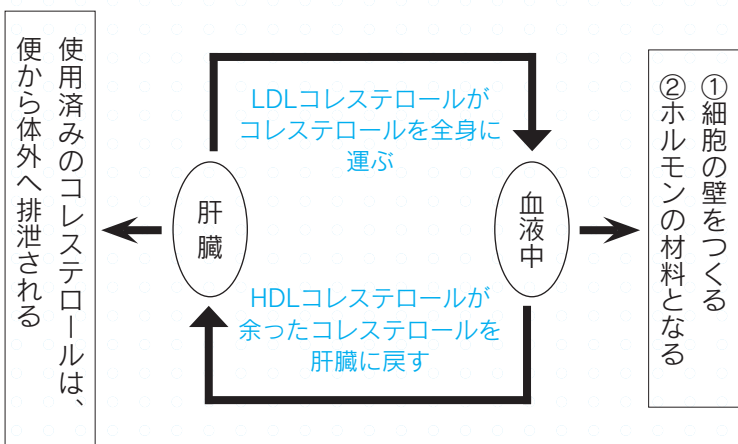 使用済みのコレステロールは、
便から体外へ排泄される
肝臓
LDLコレステロールが
コレステロールを全身に
運ぶ
HDLコレステロールが
余ったコレステロールを
肝臓に戻す
血液中
①細胞の壁をつくる
②ホルモンの材料となる